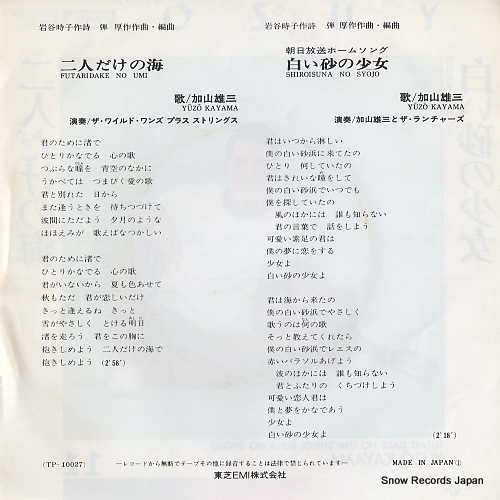 岩谷時子作詩　弾 厚作作曲・編曲
二人だけの海
FUTARIDAKE NO UMI
歌/加山雄三
YŪZŌ KAYAMA
演奏/ザ・ワイルド・ワンズ プラス ストリングス
君のために渚で
ひとりかなでる　心の歌
つぶらな瞳を　青空のなかに
うかべては　つまびく愛の歌
君と別れた　日から
また逢うときを　待ちつづけて
波間にただよう　夕月のような
ほほえみが　歌えばなつかしい
君のために渚で
ひとりかなでる　心の歌
君がいないから　夏も色あせて
秋もただ　君が恋しいだけ
きっと逢えるね　きっと
雪がやさしく　とける明日
渚を走ろう　君をこの胸に
抱きしめよう　二人だけの海で
抱きしめよう　(2'56")
岩谷時子作詩　弾 厚作作曲・編曲
朝日放送ホームソング
白い砂の少女
SHIROISUNA NO SYOJO
歌/加山雄三
YŪZŌ KAYAMA
演奏/加山雄三とザ・ランチャーズ
君はいつから淋しい
僕の白い砂浜に来てたの
ひとり　何していたの
君はきれいな瞳をして
僕の白い砂浜でいつでも
僕を探していたの
風のほかには　誰も知らない
君の言葉で　話をしよう
可愛い素足の君は
僕の夢に恋をする
少女よ
白い砂の少女よ
君は海から来たの
僕の白い砂浜でやさしく
歌うのは何の歌
そっと教えてくれたら
僕の白い砂浜でレエスの
赤いパラソルあげよう
波のほかには　誰も知らない
君とふたりの　くちづけしよう
可愛い恋人君は
僕と夢をかなであう
少女よ
白い砂の少女よ　(2'18")
(TP-10027)
—レコードから無断でテープその他に録音することは法律で禁じられています—
MADE IN JAPAN①
東芝EMI株式会社
Snow Records Japan